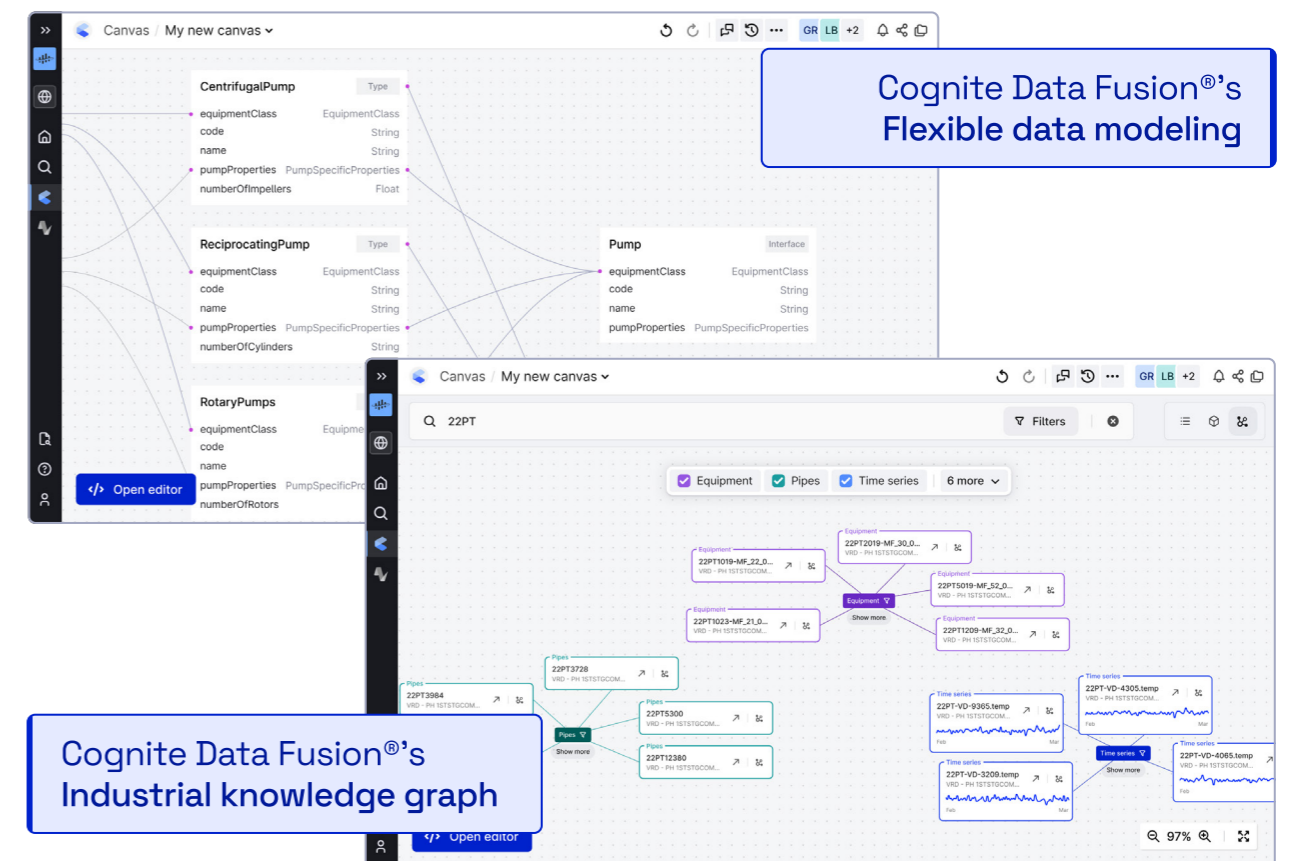 Canvas / My new canvas
GR LB +2
Cognite Data Fusion®'s
Flexible data modeling
CentrifugalPump Type
equipmentClass EquipmentClass
code String
name String
pumpProperties PumpSpecificProperties
numberOfImpellers Float
ReciprocatingPump Type
equipmentClass EquipmentClass
code String
name String
pumpProperties PumpSpecificProperties
numberOfCylinders String
Pump Interface
equipmentClass EquipmentClass
code String
name String
pumpProperties PumpSpecificProperties
RotaryPumps
equipmentClass Equipme
code
name
pumpProperties PumpSpecificPro
numberOfRotors
</> Open editor
Canvas / My new canvas
GR LB +2
22PT
Filters
Equipment Pipes Time series 6 more
Equipment
22PT2019-MF_30_0...
VRD - PH 1STSTGCOM...
Equipment
22PT1019-MF_22_0...
VRD - PH 1STSTGCOM...
Equipment
22PT5019-MF_52_0...
VRD - PH 1STSTGCOM...
Equipment
Show more
Equipment
22PT1023-MF_21_0...
VRD - PH 1STSTGCOM...
Equipment
22PT1209-MF_32_0...
VRD - PH 1STSTGCOM...
Pipes
22PT3728
VRD - PH 1STSTGCOM...
Pipes
22PT3984
VRD - PH 1STSTGCOM...
Pipes
22PT5300
VRD - PH 1STSTGCOM...
Pipes
Show more
Pipes
22PT12380
VRD - PH 1STSTGCOM...
Time series
22PT-VD-4305.temp
VRD - PH 1STSTGCOM...
Feb Mar
Time series
22PT-VD-9365.temp
VRD - PH 1STSTGCOM...
Feb
Time series
Show more
Time series
22PT-VD-4065.temp
VRD - PH 1STSTGCOM...
Feb
Time series
22PT-VD-3209.temp
VRD - PH 1STSTGCOM...
Feb Mar
Cognite Data Fusion®'s
Industrial knowledge graph
</> Open editor
97%